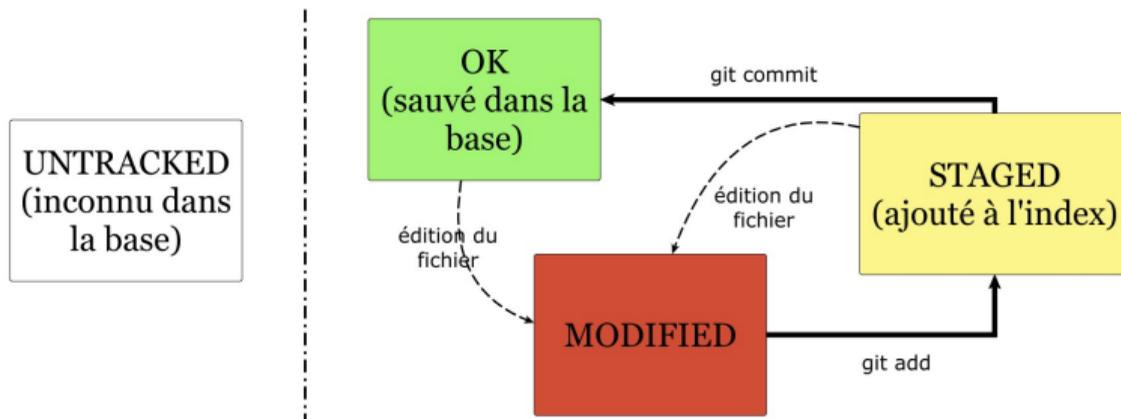 UNTRACKED
(inconnu dans
la base)
OK
(sauvé dans la
base)
git commit
STAGED
(ajouté à l'index)
édition du
fichier
édition du
fichier
MODIFIED
git add